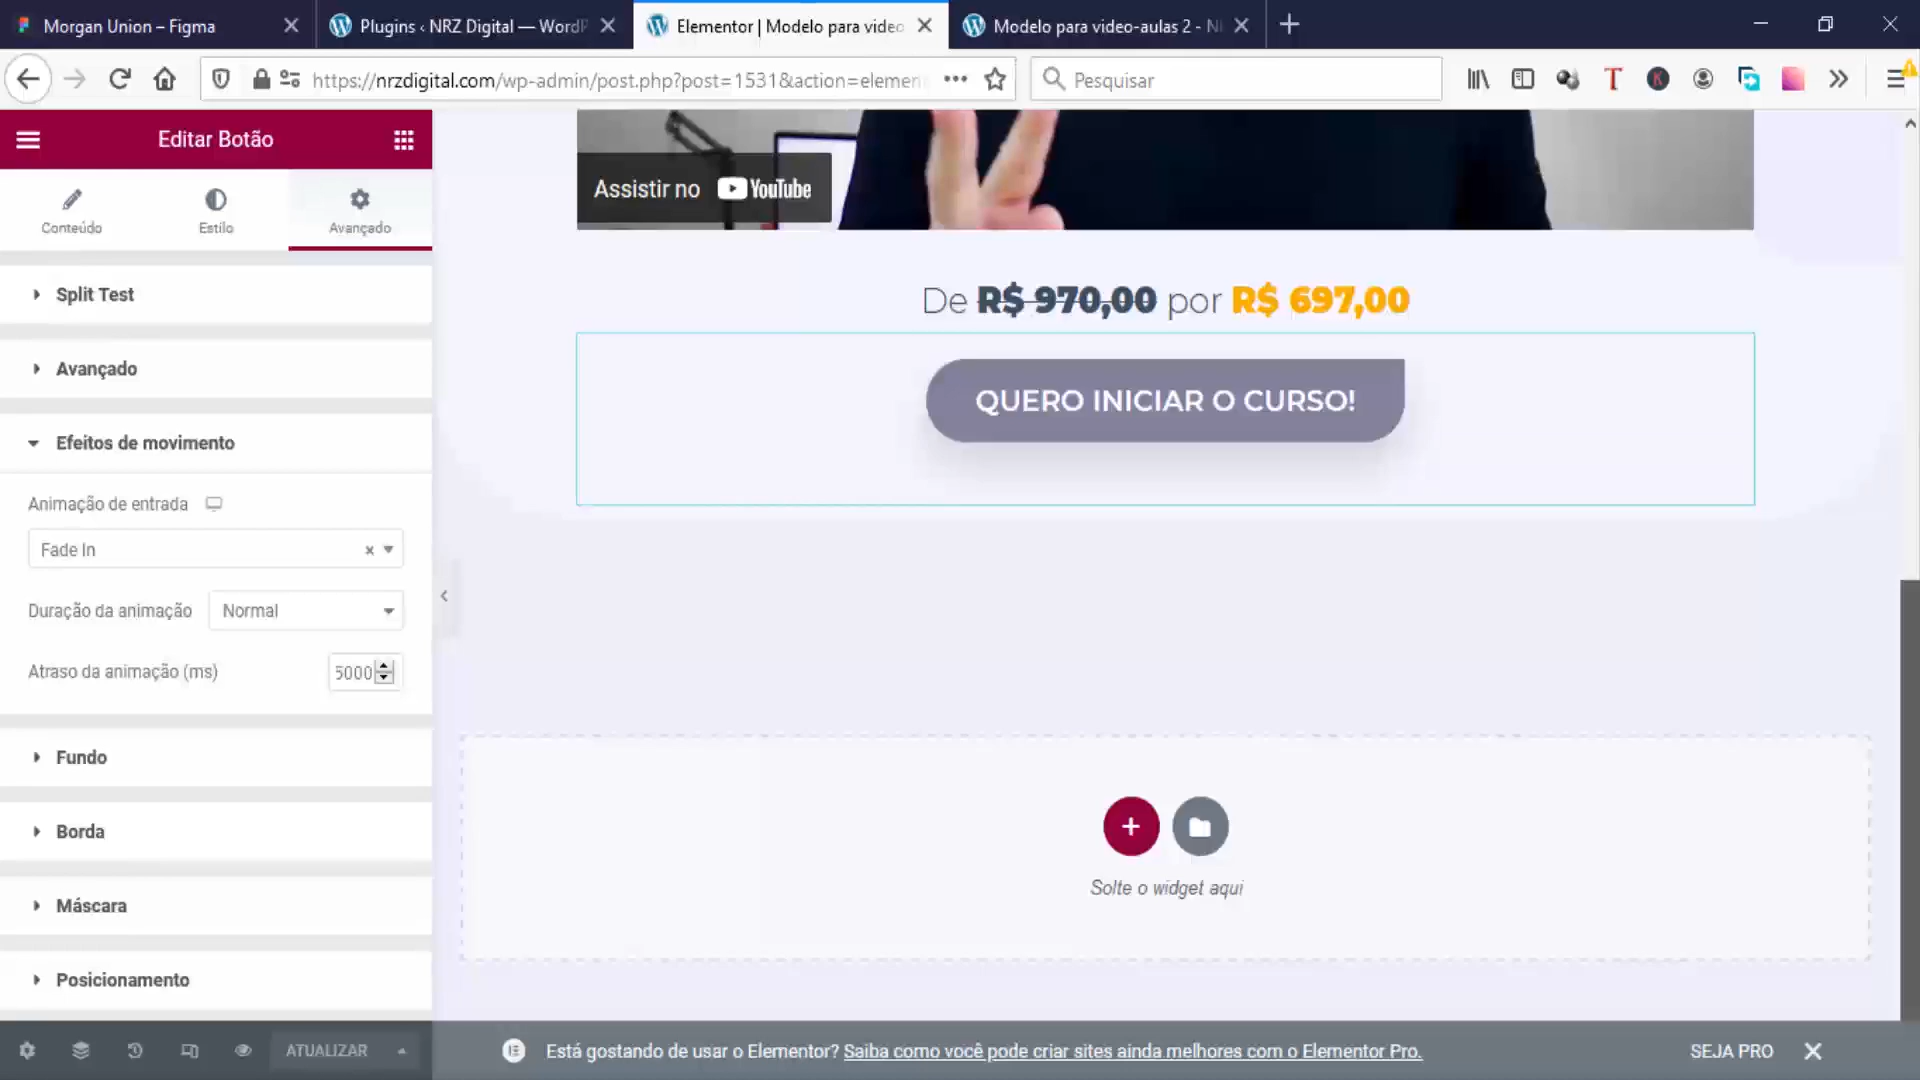 Morgan Union – Figma
Plugins ‹ NRZ Digital — WordP
Elementor | Modelo para video
Modelo para video-aulas 2 - N
https://nrzdigital.com/wp-admin/post.php?post=1531&action=elemen
Pesquisar
Editar Botão
Conteúdo
Estilo
Avançado
Split Test
Avançado
Efeitos de movimento
Animação de entrada
Fade In
Duração da animação
Normal
Atraso da animação (ms)
5000
Fundo
Borda
Máscara
Posicionamento
ATUALIZAR
Assistir no YouTube
De R$ 970,00 por R$ 697,00
QUERO INICIAR O CURSO!
Solte o widget aqui
Está gostando de usar o Elementor? Saiba como você pode criar sites ainda melhores com o Elementor Pro.
SEJA PRO